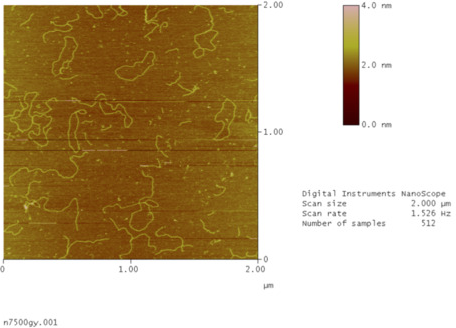 2.00
4.0 nm
2.0 nm
0.0 nm
1.00
Digital Instruments NanoScope
Scan size 2.000 µm
Scan rate 1.526 Hz
Number of samples 512
0
0 1.00 2.00
µm
n7500gy.001